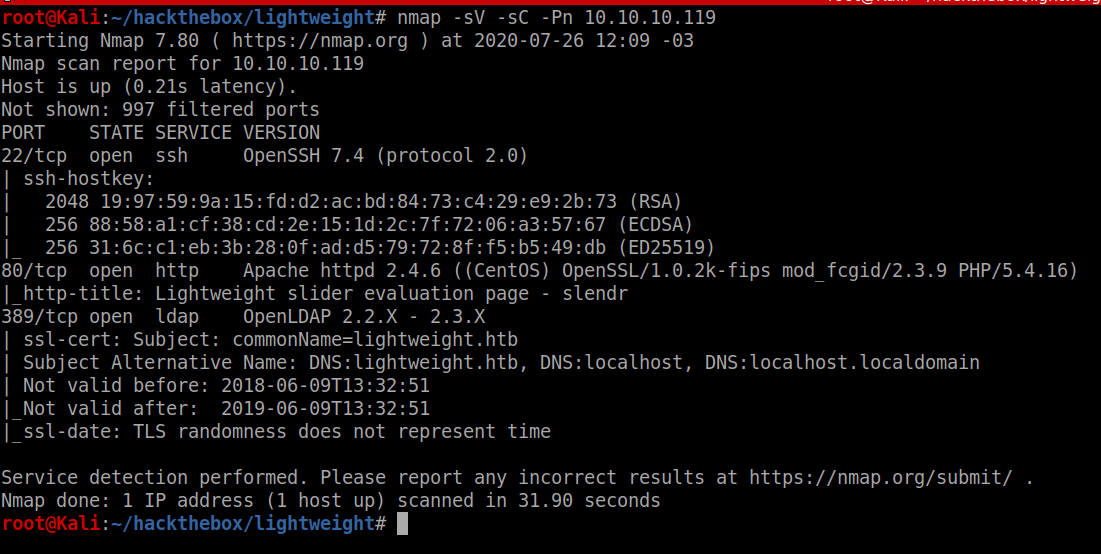 root@Kali:~/hackthebox/lightweight# nmap -sV -sC -Pn 10.10.10.119
Starting Nmap 7.80 ( https://nmap.org ) at 2020-07-26 12:09 -03
Nmap scan report for 10.10.10.119
Host is up (0.21s latency).
Not shown: 997 filtered ports
PORT    STATE SERVICE VERSION
22/tcp  open  ssh     OpenSSH 7.4 (protocol 2.0)
| ssh-hostkey:
|   2048 19:97:59:9a:15:fd:d2:ac:bd:84:73:c4:29:e9:2b:73 (RSA)
|   256 88:58:a1:cf:38:cd:2e:15:1d:2c:7f:72:06:a3:57:67 (ECDSA)
|_  256 31:6c:c1:eb:3b:28:0f:ad:d5:79:72:8f:f5:b5:49:db (ED25519)
80/tcp  open  http    Apache httpd 2.4.6 ((CentOS) OpenSSL/1.0.2k-fips mod_fcgid/2.3.9 PHP/5.4.16)
|_http-title: Lightweight slider evaluation page - slendr
389/tcp open  ldap    OpenLDAP 2.2.X - 2.3.X
| ssl-cert: Subject: commonName=lightweight.htb
| Subject Alternative Name: DNS:lightweight.htb, DNS:localhost, DNS:localhost.localdomain
| Not valid before: 2018-06-09T13:32:51
|_Not valid after:  2019-06-09T13:32:51
|_ssl-date: TLS randomness does not represent time

Service detection performed. Please report any incorrect results at https://nmap.org/submit/ .
Nmap done: 1 IP address (1 host up) scanned in 31.90 seconds
root@Kali:~/hackthebox/lightweight#